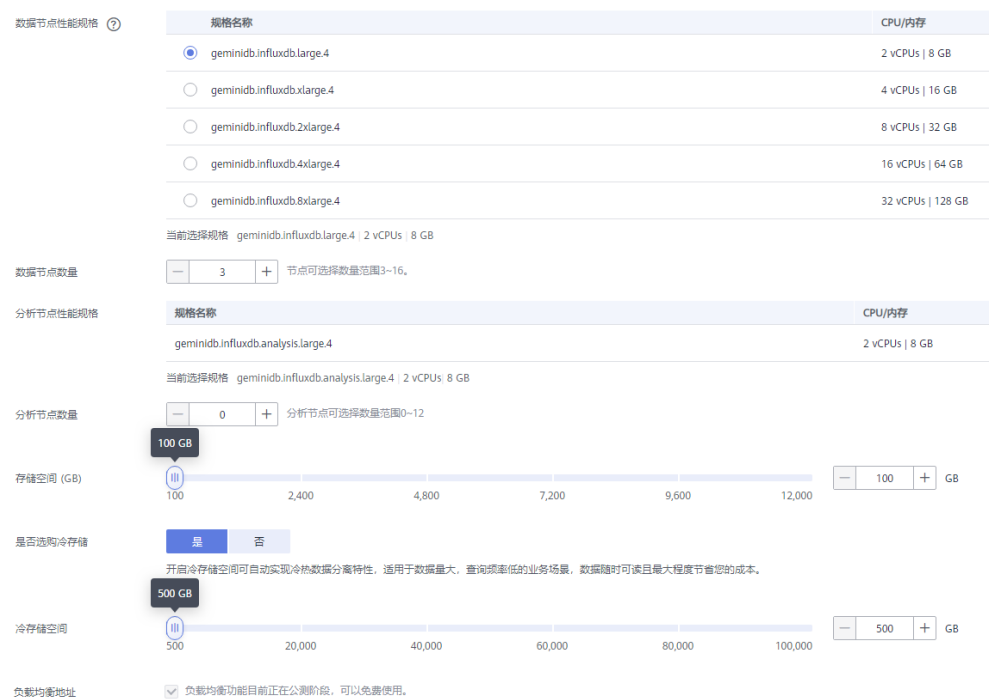 数据节点性能规格 ?
规格名称 CPU/内存
geminidb.influxdb.large.4 2 vCPUs | 8 GB
geminidb.influxdb.xlarge.4 4 vCPUs | 16 GB
geminidb.influxdb.2xlarge.4 8 vCPUs | 32 GB
geminidb.influxdb.4xlarge.4 16 vCPUs | 64 GB
geminidb.influxdb.8xlarge.4 32 vCPUs | 128 GB
当前选择规格 geminidb.influxdb.large.4 | 2 vCPUs | 8 GB
数据节点数量 3 节点可选择数量范围3~16。
分析节点性能规格 规格名称 CPU/内存
geminidb.influxdb.analysis.large.4 2 vCPUs | 8 GB
当前选择规格 geminidb.influxdb.analysis.large.4 | 2 vCPUs | 8 GB
分析节点数量 0 分析节点可选择数量范围0~12
100 GB
存储空间 (GB) 100 GB
100 2,400 4,800 7,200 9,600 12,000
是否选购冷存储 是 否
开启冷存储空间可自动实现冷热数据分离特性，适用于数据量大、查询频率低的业务场景，数据随时可读且最大程度节省您的成本。
500 GB
冷存储空间 500 GB
500 20,000 40,000 60,000 80,000 100,000
负载均衡地址 负载均衡功能目前正在公测阶段，可以免费使用。